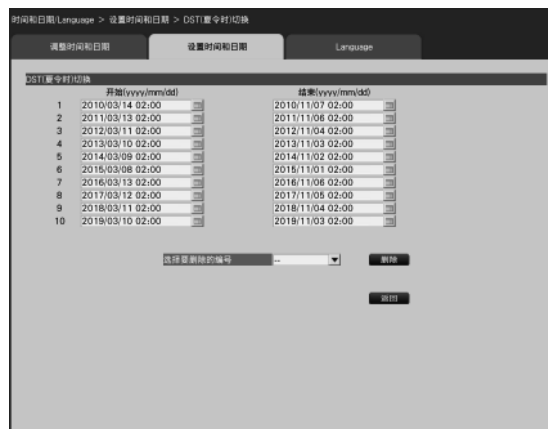 时间和日期/Language > 设置时间和日期 > DST(夏令时)切换
调整时间和日期 设置时间和日期 Language
DST(夏令时)切换
开始(yyyy/mm/dd) 结束(yyyy/mm/dd)
1 2010/03/14 02:00 2010/11/07 02:00
2 2011/03/13 02:00 2011/11/06 02:00
3 2012/03/11 02:00 2012/11/04 02:00
4 2013/03/10 02:00 2013/11/03 02:00
5 2014/03/09 02:00 2014/11/02 02:00
6 2015/03/08 02:00 2015/11/01 02:00
7 2016/03/13 02:00 2016/11/06 02:00
8 2017/03/12 02:00 2017/11/05 02:00
9 2018/03/11 02:00 2018/11/04 02:00
10 2019/03/10 02:00 2019/11/03 02:00
选择要删除的编号 -- 删除
返回